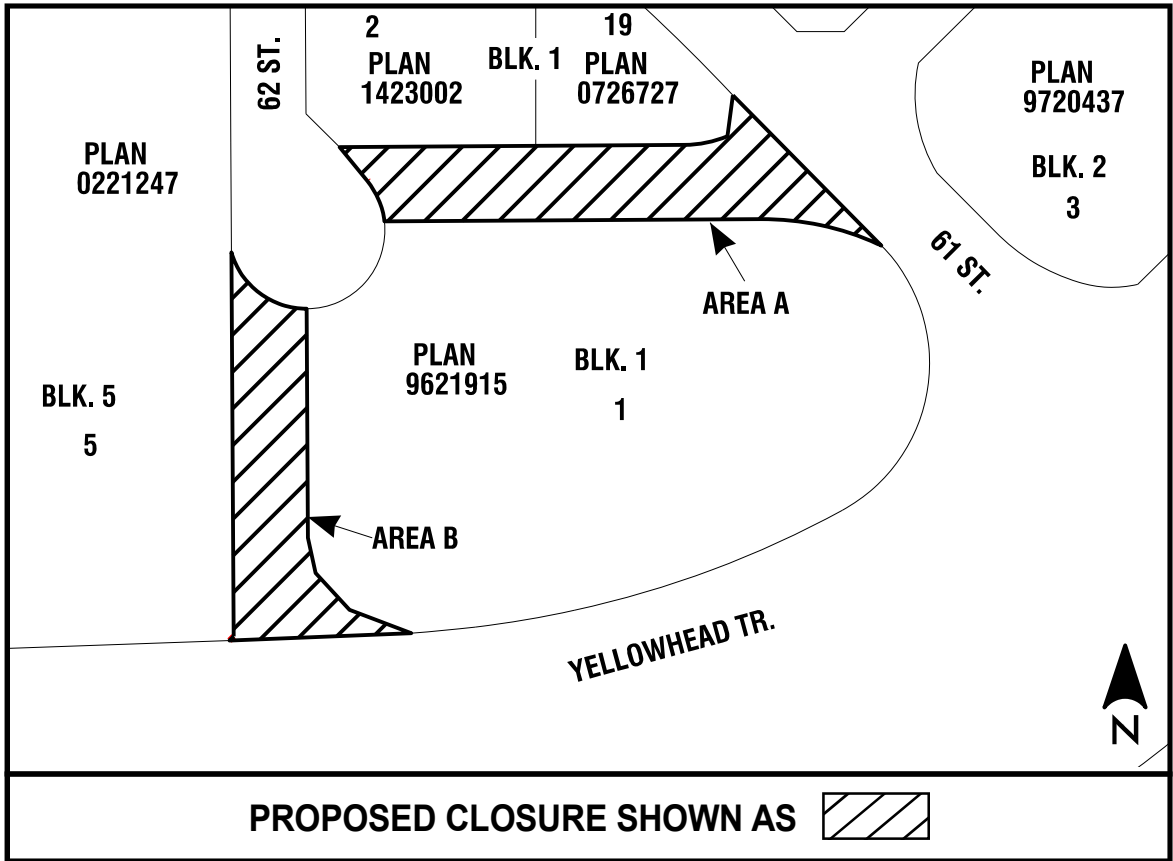 62 ST.
2
PLAN
1423002
BLK. 1
19
PLAN
0726727
PLAN
9720437
BLK. 2
3
PLAN
0221247
61 ST.
AREA A
PLAN
9621915
BLK. 1
1
BLK. 5
5
AREA B
YELLOWHEAD TR.
N
PROPOSED CLOSURE SHOWN AS